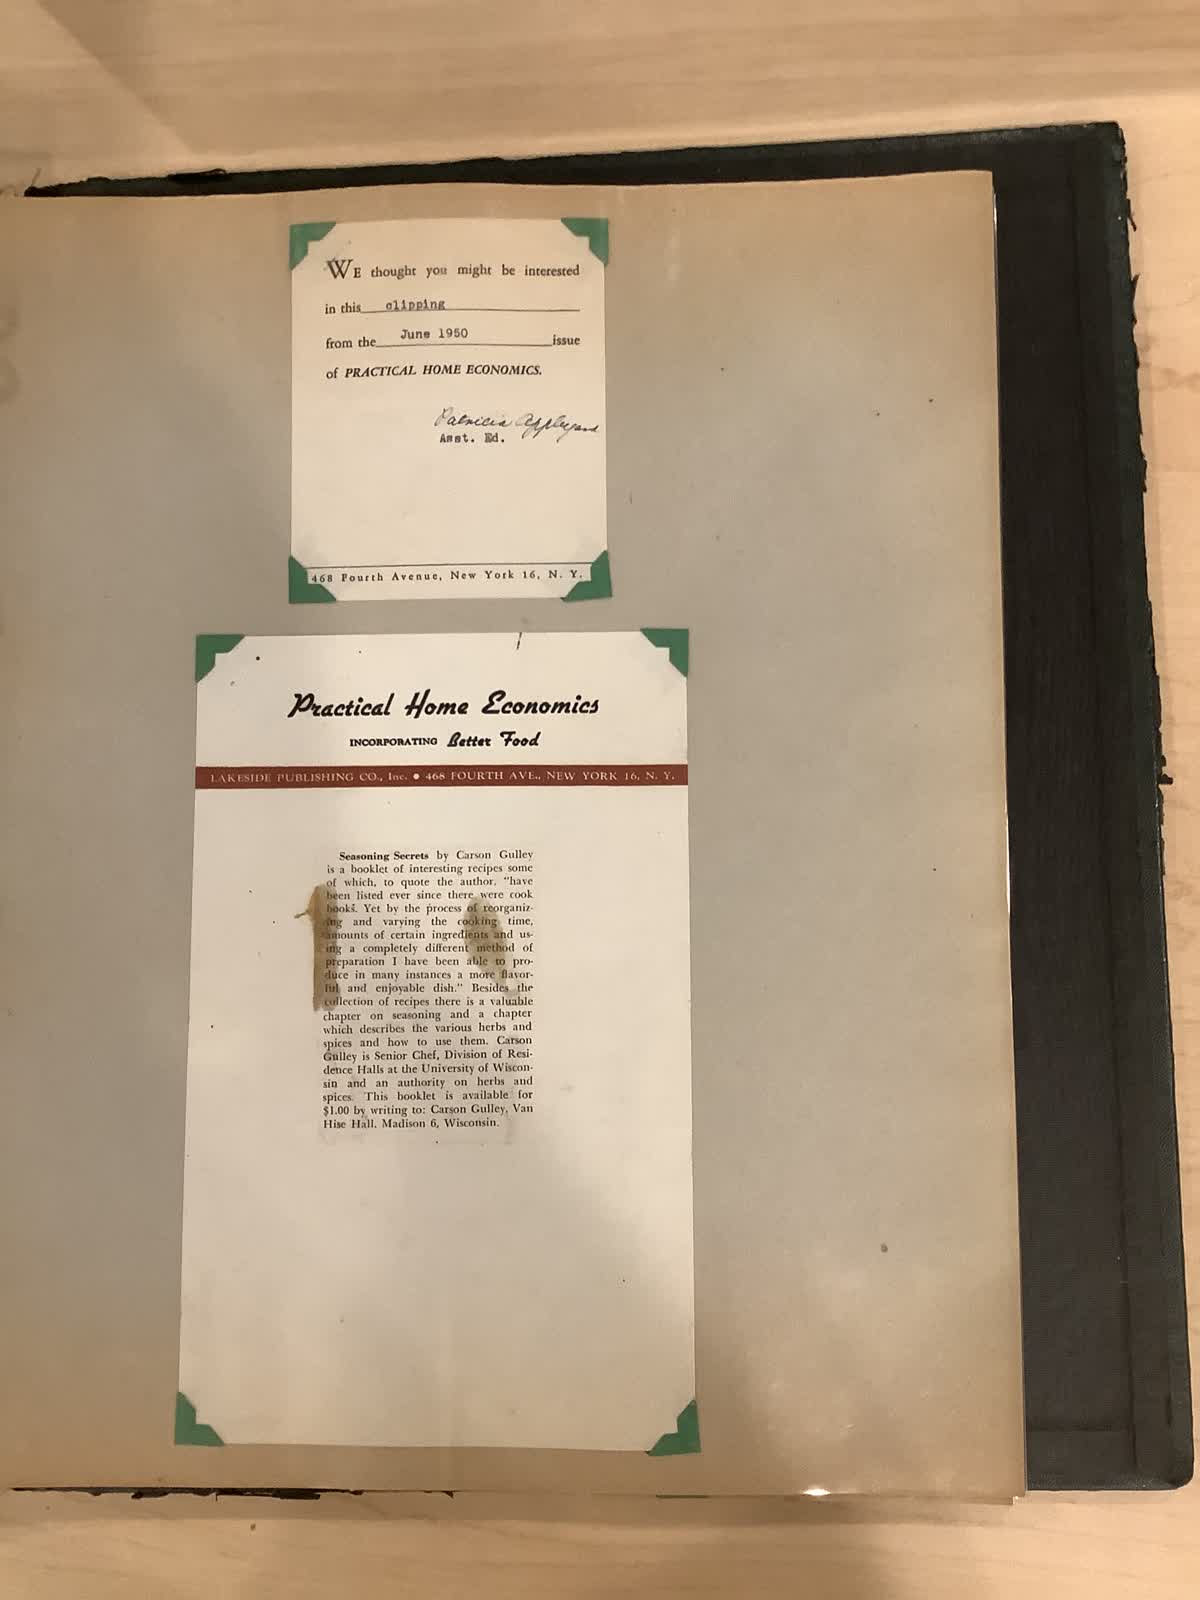 WE thought you might be interested
in this clipping
from the June 1950 issue
of PRACTICAL HOME ECONOMICS.
Patricia Appleyard
Asst. Ed.
468 Fourth Avenue, New York 16, N. Y.
Practical Home Economics
INCORPORATING Better Food
LAKESIDE PUBLISHING CO., Inc. • 468 FOURTH AVE., NEW YORK 16, N. Y.
Seasoning Secrets by Carson Gulley
is a booklet of interesting recipes some
of which, to quote the author, "have
been listed ever since there were cook
books. Yet by the process of reorganiz-
ing and varying the cooking time,
amounts of certain ingredients and us-
ing a completely different method of
preparation I have been able to pro-
duce in many instances a more flavor-
ful and enjoyable dish." Besides the
collection of recipes there is a valuable
chapter on seasoning and a chapter
which describes the various herbs and
spices and how to use them. Carson
Gulley is Senior Chef, Division of Resi-
dence Halls at the University of Wiscon-
sin and an authority on herbs and
spices. This booklet is available for
$1.00 by writing to: Carson Gulley, Van
Hise Hall, Madison 6, Wisconsin.